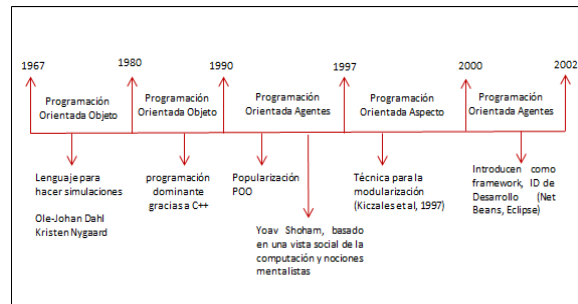 1967
1980
1990
1997
2000
2002
Programación
Orientada Objeto
Programación
Orientada Objeto
Programación
Orientada Agentes
Programación
Orientada Aspecto
Programación
Orientada Agentes
Lenguaje para
hacer simulaciones
Ole-Johan Dahl
Kristen Nygaard
programación
dominante
gracias a C++
Popularización
POO
Yoav Shoham, basado
en una vista social de la
computación y nociones
mentalistas
Técnica para la
modularización
(Kiczales et al, 1997)
Introducen como
framework, ID de
Desarrollo (Net
Beans, Eclipse)